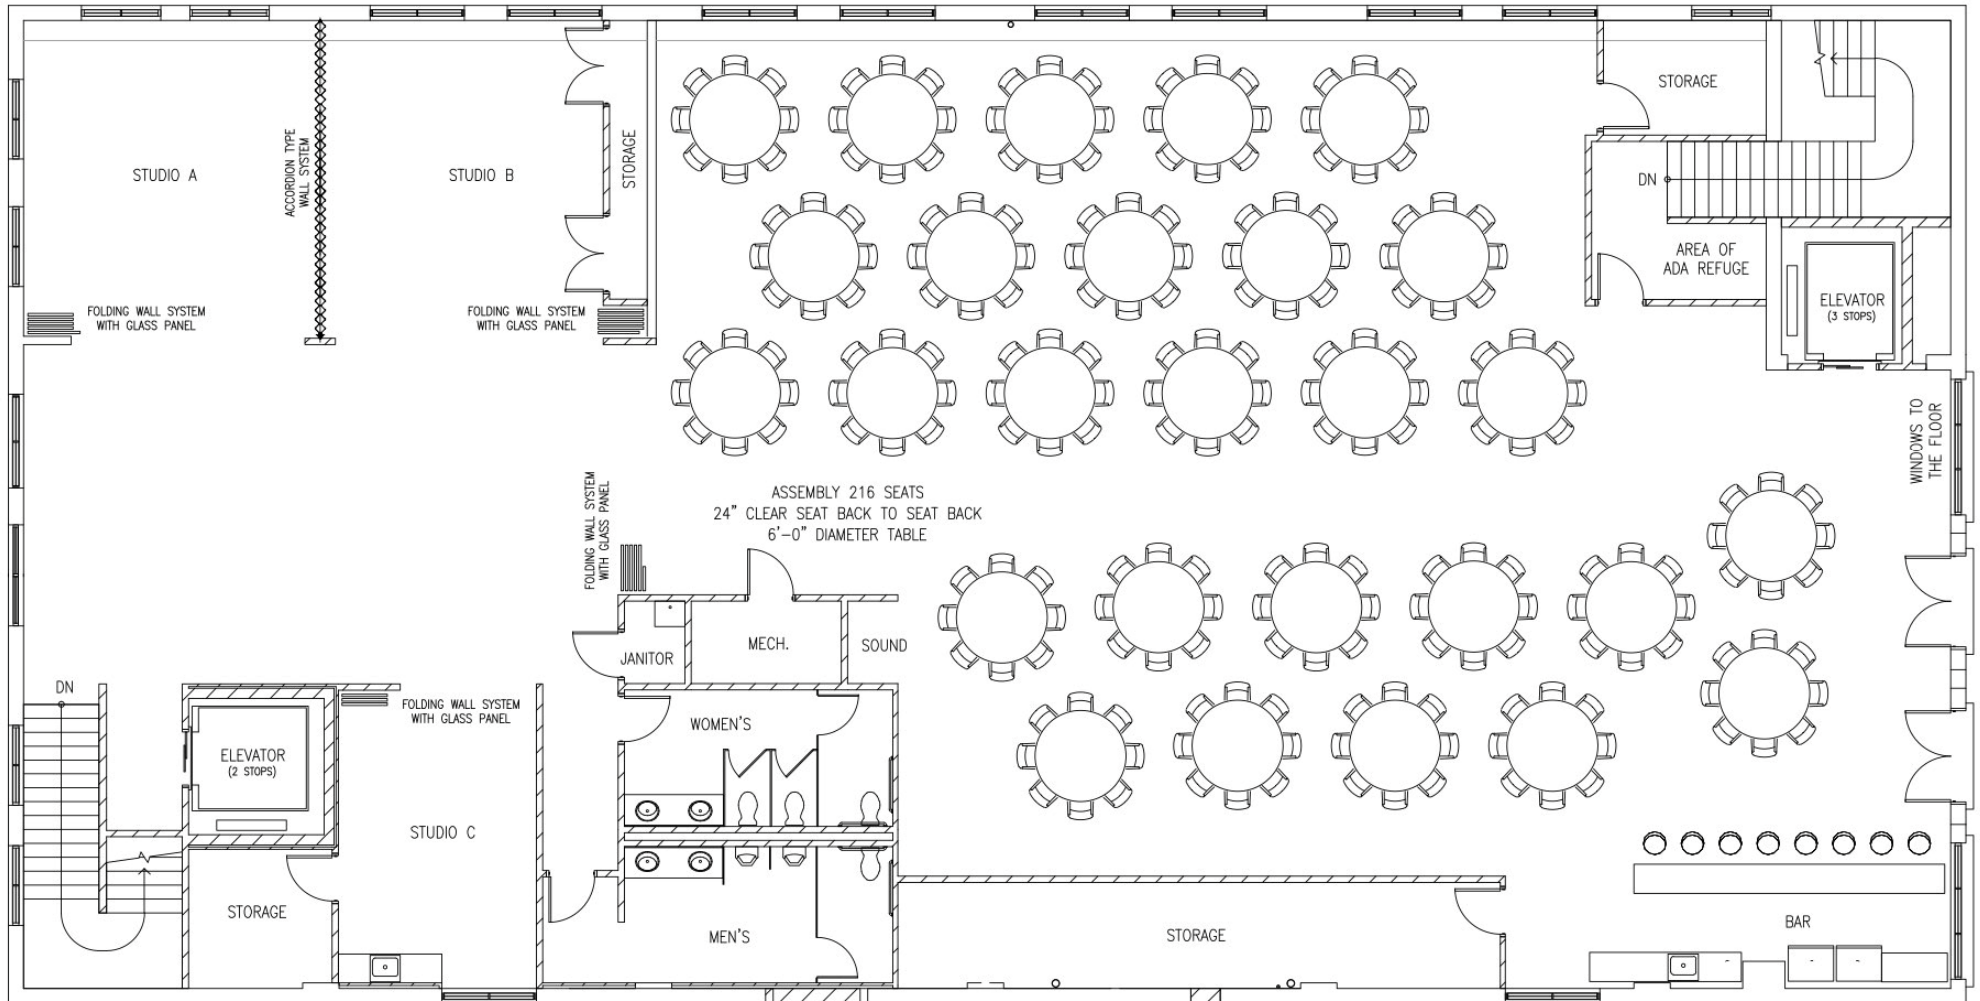 STORAGE
STUDIO A
ACCORDION TYPE
WALL SYSTEM
STUDIO B
STORAGE
DN
AREA OF
ADA REFUGE
ELEVATOR
(3 STOPS)
FOLDING WALL SYSTEM
WITH GLASS PANEL
FOLDING WALL SYSTEM
WITH GLASS PANEL
WINDOWS TO
THE FLOOR
FOLDING WALL SYSTEM
WITH GLASS PANEL
ASSEMBLY 216 SEATS
24" CLEAR SEAT BACK TO SEAT BACK
6'-0" DIAMETER TABLE
JANITOR
MECH.
SOUND
DN
FOLDING WALL SYSTEM
WITH GLASS PANEL
WOMEN'S
ELEVATOR
(2 STOPS)
STUDIO C
STORAGE
MEN'S
STORAGE
BAR